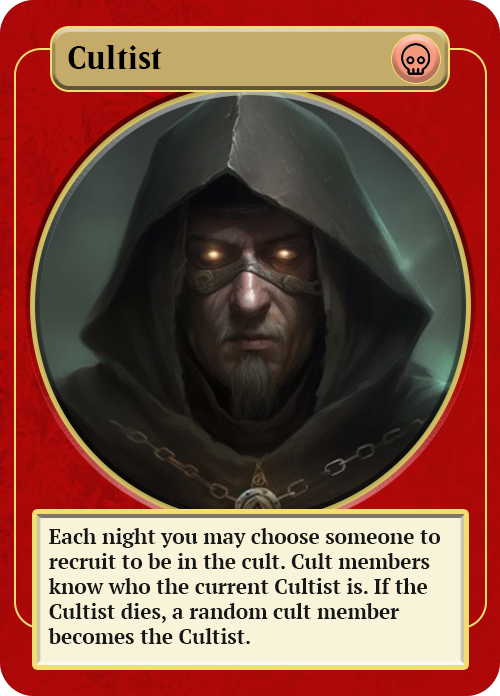 Cultist
Each night you may choose someone to
recruit to be in the cult. Cult members
know who the current Cultist is. If the
Cultist dies, a random cult member
becomes the Cultist.